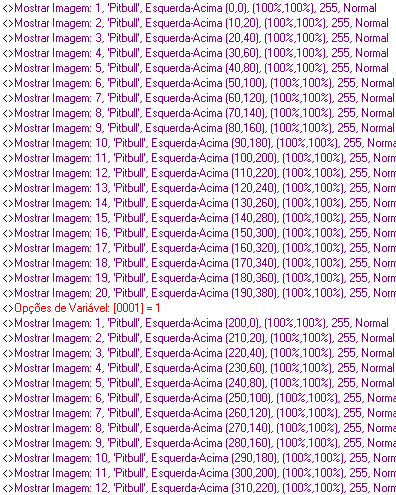 <>Mostrar Imagem: 1, 'Pitbull', Esquerda-Acima (0,0), (100%,100%), 255, Normal
<>Mostrar Imagem: 2, 'Pitbull', Esquerda-Acima (10,20), (100%,100%), 255, Normal
<>Mostrar Imagem: 3, 'Pitbull', Esquerda-Acima (20,40), (100%,100%), 255, Normal
<>Mostrar Imagem: 4, 'Pitbull', Esquerda-Acima (30,60), (100%,100%), 255, Normal
<>Mostrar Imagem: 5, 'Pitbull', Esquerda-Acima (40,80), (100%,100%), 255, Normal
<>Mostrar Imagem: 6, 'Pitbull', Esquerda-Acima (50,100), (100%,100%), 255, Normal
<>Mostrar Imagem: 7, 'Pitbull', Esquerda-Acima (60,120), (100%,100%), 255, Normal
<>Mostrar Imagem: 8, 'Pitbull', Esquerda-Acima (70,140), (100%,100%), 255, Normal
<>Mostrar Imagem: 9, 'Pitbull', Esquerda-Acima (80,160), (100%,100%), 255, Normal
<>Mostrar Imagem: 10, 'Pitbull', Esquerda-Acima (90,180), (100%,100%), 255, Norma
<>Mostrar Imagem: 11, 'Pitbull', Esquerda-Acima (100,200), (100%,100%), 255, Norm
<>Mostrar Imagem: 12, 'Pitbull', Esquerda-Acima (110,220), (100%,100%), 255, Norm
<>Mostrar Imagem: 13, 'Pitbull', Esquerda-Acima (120,240), (100%,100%), 255, Norm
<>Mostrar Imagem: 14, 'Pitbull', Esquerda-Acima (130,260), (100%,100%), 255, Norm
<>Mostrar Imagem: 15, 'Pitbull', Esquerda-Acima (140,280), (100%,100%), 255, Norm
<>Mostrar Imagem: 16, 'Pitbull', Esquerda-Acima (150,300), (100%,100%), 255, Norm
<>Mostrar Imagem: 17, 'Pitbull', Esquerda-Acima (160,320), (100%,100%), 255, Norm
<>Mostrar Imagem: 18, 'Pitbull', Esquerda-Acima (170,340), (100%,100%), 255, Norm
<>Mostrar Imagem: 19, 'Pitbull', Esquerda-Acima (180,360), (100%,100%), 255, Norm
<>Mostrar Imagem: 20, 'Pitbull', Esquerda-Acima (190,380), (100%,100%), 255, Norm
<>Opções de Variável: [0001] = 1
<>Mostrar Imagem: 1, 'Pitbull', Esquerda-Acima (200,0), (100%,100%), 255, Normal
<>Mostrar Imagem: 2, 'Pitbull', Esquerda-Acima (210,20), (100%,100%), 255, Normal
<>Mostrar Imagem: 3, 'Pitbull', Esquerda-Acima (220,40), (100%,100%), 255, Normal
<>Mostrar Imagem: 4, 'Pitbull', Esquerda-Acima (230,60), (100%,100%), 255, Normal
<>Mostrar Imagem: 5, 'Pitbull', Esquerda-Acima (240,80), (100%,100%), 255, Normal
<>Mostrar Imagem: 6, 'Pitbull', Esquerda-Acima (250,100), (100%,100%), 255, Norma
<>Mostrar Imagem: 7, 'Pitbull', Esquerda-Acima (260,120), (100%,100%), 255, Norma
<>Mostrar Imagem: 8, 'Pitbull', Esquerda-Acima (270,140), (100%,100%), 255, Norma
<>Mostrar Imagem: 9, 'Pitbull', Esquerda-Acima (280,160), (100%,100%), 255, Norma
<>Mostrar Imagem: 10, 'Pitbull', Esquerda-Acima (290,180), (100%,100%), 255, Norm
<>Mostrar Imagem: 11, 'Pitbull', Esquerda-Acima (300,200), (100%,100%), 255, Norm
<>Mostrar Imagem: 12, 'Pitbull', Esquerda-Acima (310,220), (100%,100%), 255, Norm